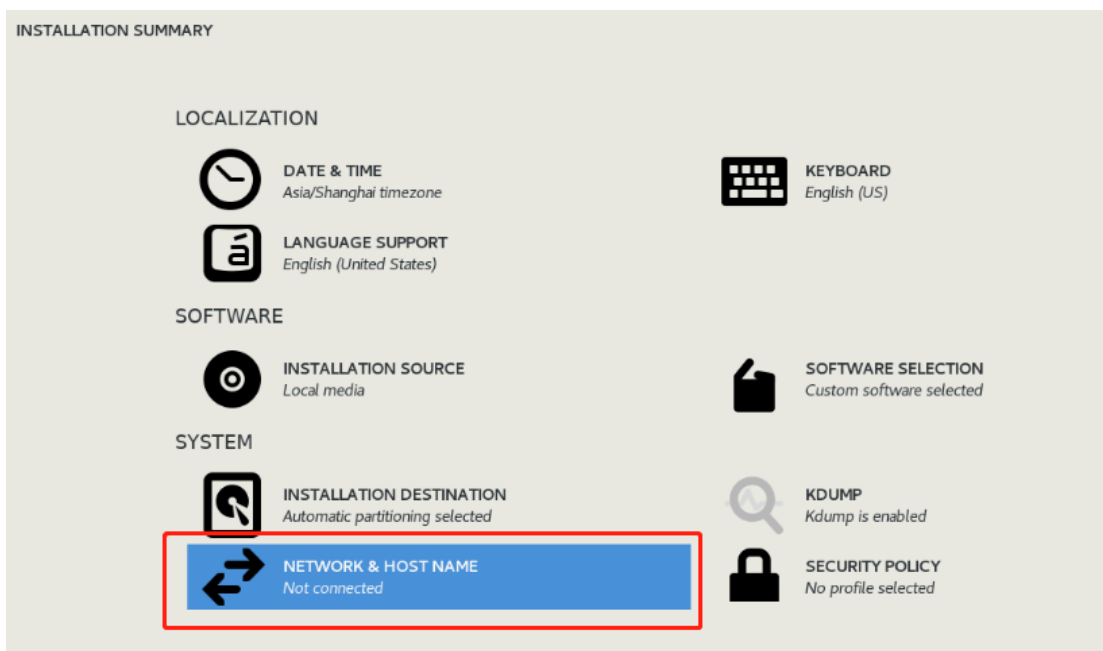 INSTALLATION SUMMARY
LOCALIZATION
DATE & TIME
Asia/Shanghai timezone
KEYBOARD
English (US)
á
LANGUAGE SUPPORT
English (United States)
SOFTWARE
INSTALLATION SOURCE
Local media
SOFTWARE SELECTION
Custom software selected
SYSTEM
INSTALLATION DESTINATION
Automatic partitioning selected
KDUMP
Kdump is enabled
NETWORK & HOST NAME
Not connected
SECURITY POLICY
No profile selected